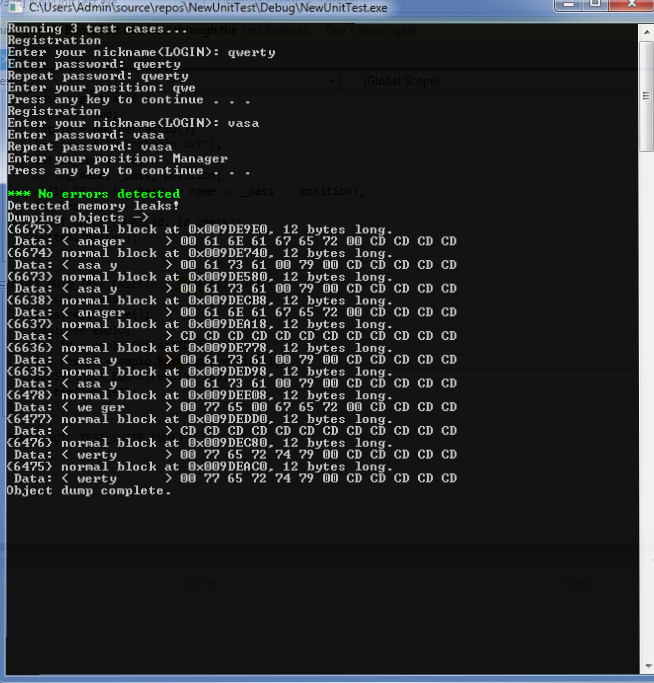 C:\Users\Admin\source\repos\NewUnitTest\Debug\NewUnitTest.exe
Running 3 test cases...
through the Test Explorer. Don't show again
Registration
Enter your nickname(LOGIN): qwerty
Enter password: qwerty
Repeat password: qwerty
(Global Scope)
Enter your position: qwe
Press any key to continue . . .
Registration
Enter your nickname(LOGIN): vasa
Enter password: vasa
Repeat password: vasa
Enter your position: Manager
Press any key to continue . . .
name >> _pass >> position);
*** No errors detected
Detected memory leaks!
Dumping objects ->
{6675} normal block at 0x009DE9E0, 12 bytes long.
Data: < anager > 00 61 6E 61 67 65 72 00 CD CD CD CD
{6674} normal block at 0x009DE740, 12 bytes long.
Data: < asa y > 00 61 73 61 00 79 00 CD CD CD CD CD
{6673} normal block at 0x009DE580, 12 bytes long.
Data: < asa y > 00 61 73 61 00 79 00 CD CD CD CD CD
{6638} normal block at 0x009DECB8, 12 bytes long.
Data: < anager > 00 61 6E 61 67 65 72 00 CD CD CD CD
{6637} normal block at 0x009DEA18, 12 bytes long.
Data: < > CD CD CD CD CD CD CD CD CD CD CD CD
{6636} normal block at 0x009DE778, 12 bytes long.
Data: < asa y > 00 61 73 61 00 79 00 CD CD CD CD CD
{6635} normal block at 0x009DED98, 12 bytes long.
Data: < asa y > 00 61 73 61 00 79 00 CD CD CD CD CD
{6478} normal block at 0x009DEE08, 12 bytes long.
Data: < we ger > 00 77 65 00 67 65 72 00 CD CD CD CD
{6477} normal block at 0x009DEDD0, 12 bytes long.
Data: < > CD CD CD CD CD CD CD CD CD CD CD CD
{6476} normal block at 0x009DEC80, 12 bytes long.
Data: < werty > 00 77 65 72 74 79 00 CD CD CD CD CD
{6475} normal block at 0x009DEAC0, 12 bytes long.
Data: < werty > 00 77 65 72 74 79 00 CD CD CD CD CD
Object dump complete.
Value
Type